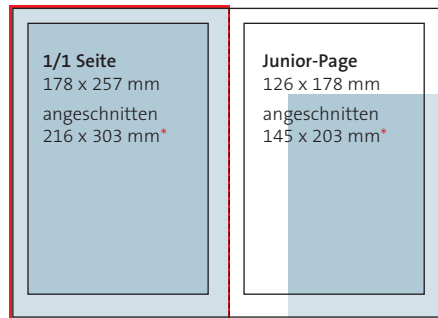 1/1 Seite
178 x 257 mm
angeschnitten
216 x 303 mm*
Junior-Page
126 x 178 mm
angeschnitten
145 x 203 mm*